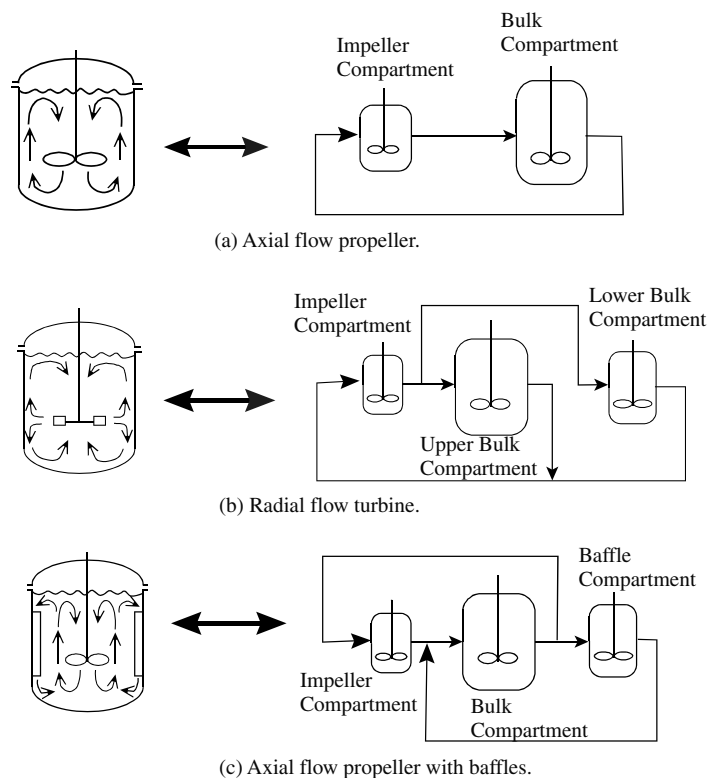 Impeller
Compartment
Bulk
Compartment
(a) Axial flow propeller.
Impeller
Compartment
Lower Bulk
Compartment
Upper Bulk
Compartment
(b) Radial flow turbine.
Baffle
Compartment
Impeller
Compartment
Bulk
Compartment
(c) Axial flow propeller with baffles.